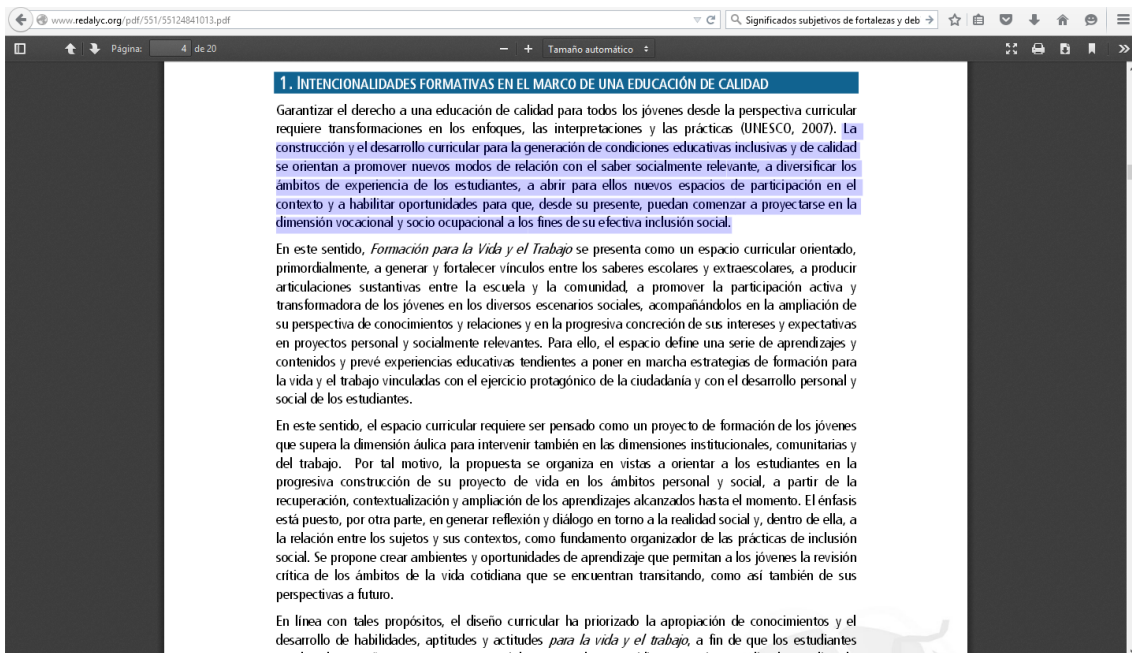 www.redalyc.org/pdf/551/55124841013.pdf
Significados subjetivos de fortalezas y deb
Página: 4 de 20
Tamaño automático
1. INTENCIONALIDADES FORMATIVAS EN EL MARCO DE UNA EDUCACIÓN DE CALIDAD
Garantizar el derecho a una educación de calidad para todos los jóvenes desde la perspectiva curricular
requiere transformaciones en los enfoques, las interpretaciones y las prácticas (UNESCO, 2007). La
construcción y el desarrollo curricular para la generación de condiciones educativas inclusivas y de calidad
se orientan a promover nuevos modos de relación con el saber socialmente relevante, a diversificar los
ámbitos de experiencia de los estudiantes, a abrir para ellos nuevos espacios de participación en el
contexto y a habilitar oportunidades para que, desde su presente, puedan comenzar a proyectarse en la
dimensión vocacional y socio ocupacional a los fines de su efectiva inclusión social.
En este sentido, Formación para la Vida y el Trabajo se presenta como un espacio curricular orientado,
primordialmente, a generar y fortalecer vínculos entre los saberes escolares y extraescolares, a producir
articulaciones sustantivas entre la escuela y la comunidad, a promover la participación activa y
transformadora de los jóvenes en los diversos escenarios sociales, acompañándolos en la ampliación de
su perspectiva de conocimientos y relaciones y en la progresiva concreción de sus intereses y expectativas
en proyectos personal y socialmente relevantes. Para ello, el espacio define una serie de aprendizajes y
contenidos y prevé experiencias educativas tendientes a poner en marcha estrategias de formación para
la vida y el trabajo vinculadas con el ejercicio protagónico de la ciudadanía y con el desarrollo personal y
social de los estudiantes.
En este sentido, el espacio curricular requiere ser pensado como un proyecto de formación de los jóvenes
que supera la dimensión áulica para intervenir también en las dimensiones institucionales, comunitarias y
del trabajo. Por tal motivo, la propuesta se organiza en vistas a orientar a los estudiantes en la
progresiva construcción de su proyecto de vida en los ámbitos personal y social, a partir de la
recuperación, contextualización y ampliación de los aprendizajes alcanzados hasta el momento. El énfasis
está puesto, por otra parte, en generar reflexión y diálogo en torno a la realidad social y, dentro de ella, a
la relación entre los sujetos y sus contextos, como fundamento organizador de las prácticas de inclusión
social. Se propone crear ambientes y oportunidades de aprendizaje que permitan a los jóvenes la revisión
crítica de los ámbitos de la vida cotidiana que se encuentran transitando, como así también de sus
perspectivas a futuro.
En línea con tales propósitos, el diseño curricular ha priorizado la apropiación de conocimientos y el
desarrollo de habilidades, aptitudes y actitudes para la vida y el trabajo, a fin de que los estudiantes